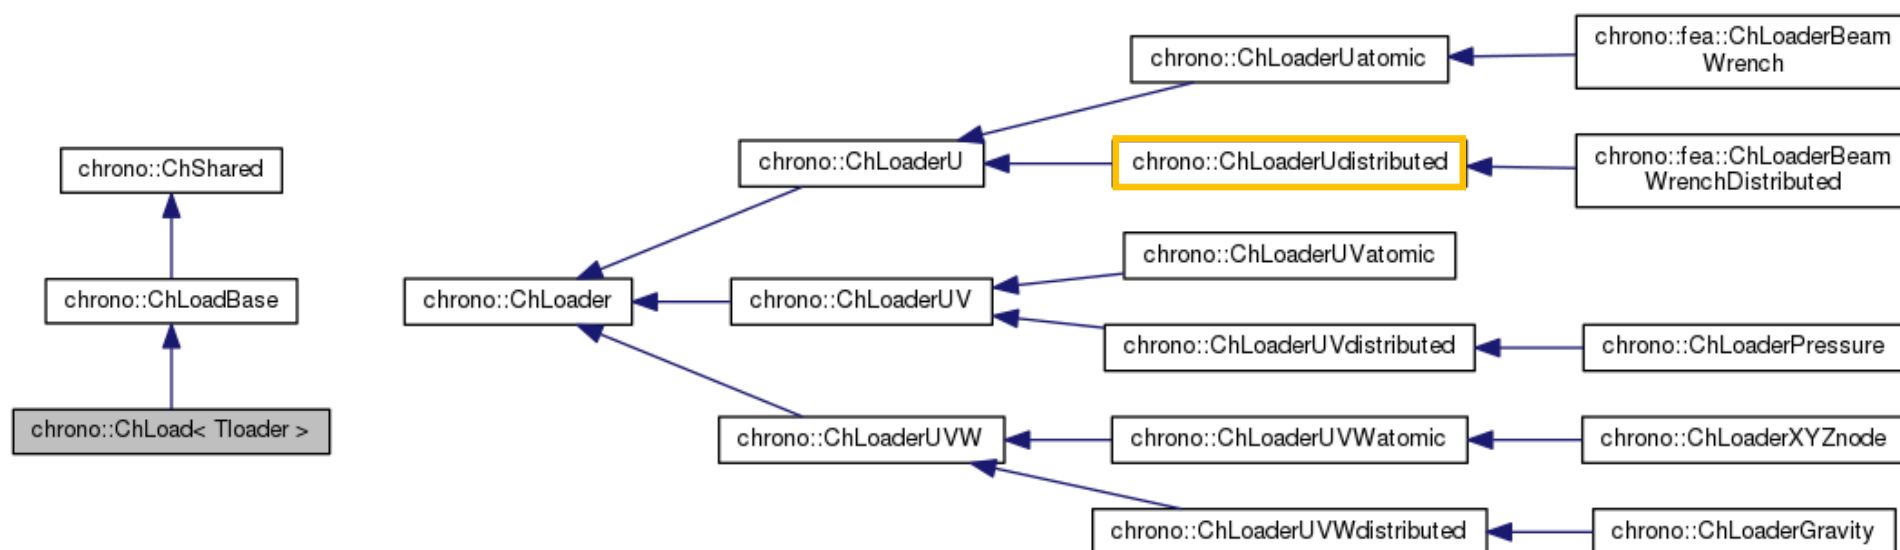 chrono::ChShared
chrono::ChLoadBase
chrono::ChLoad< Tloader >
chrono::ChLoader
chrono::ChLoaderU
chrono::ChLoaderUV
chrono::ChLoaderUVW
chrono::ChLoaderUatomic
chrono::ChLoaderUdistributed
chrono::ChLoaderUVatomic
chrono::ChLoaderUVdistributed
chrono::ChLoaderUVWatomic
chrono::ChLoaderUVWdistributed
chrono::fea::ChLoaderBeam
Wrench
chrono::fea::ChLoaderBeam
WrenchDistributed
chrono::ChLoaderPressure
chrono::ChLoaderXYZnode
chrono::ChLoaderGravity